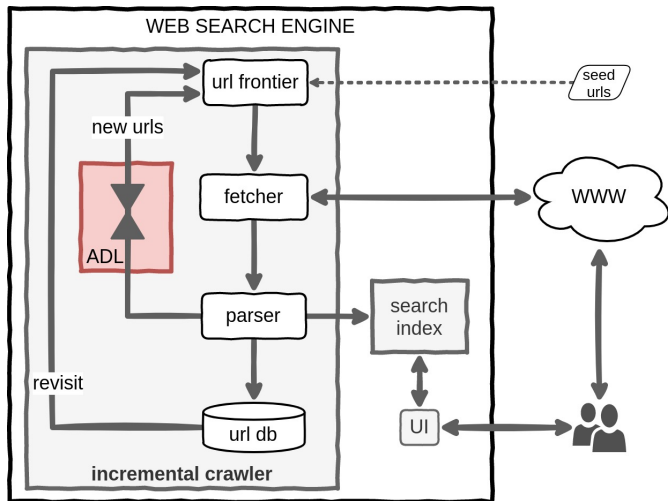 WEB SEARCH ENGINE
url frontier
seed
urls
new urls
fetcher
WWW
ADL
parser
search
index
revisit
url db
UI
incremental crawler